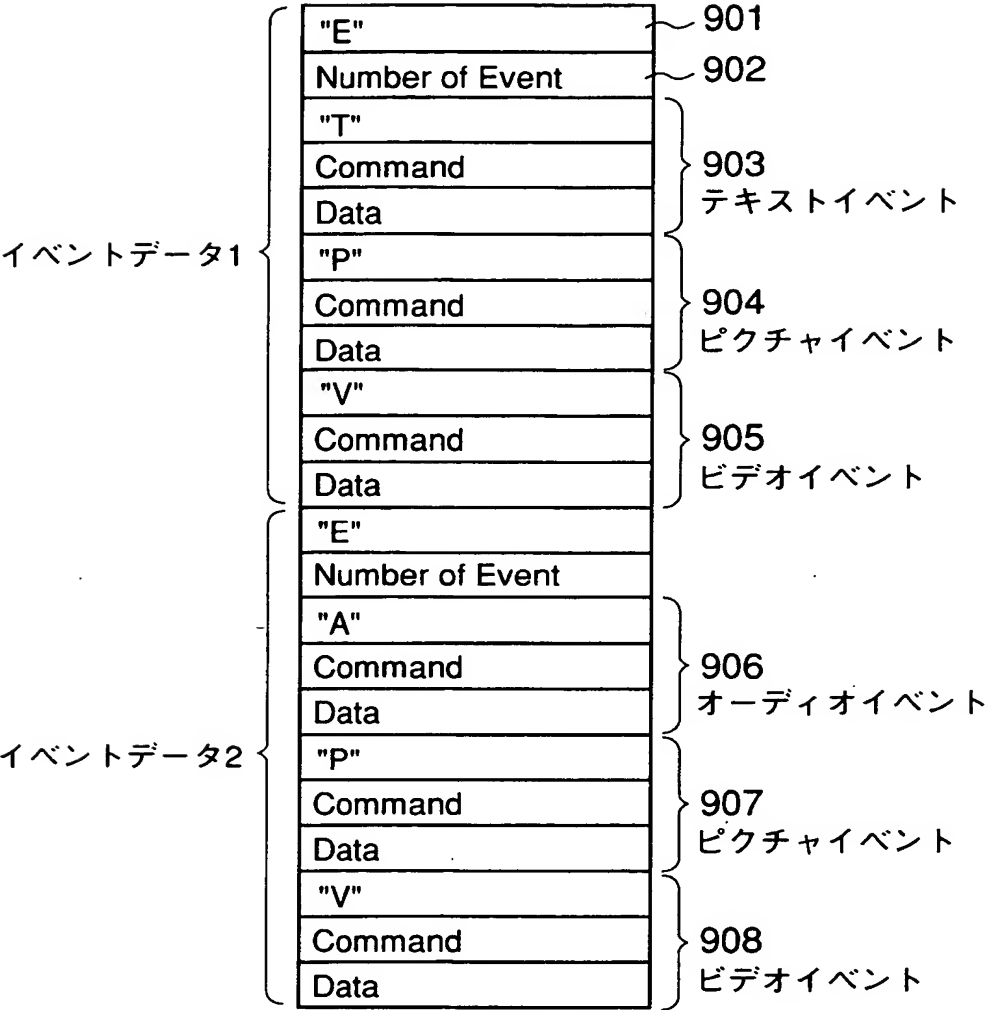 "E"
901
Number of Event
902
"T"
Command
Data
903
テキストイベント
イベントデータ1
"P"
Command
Data
904
ピクチャイベント
"V"
Command
Data
905
ビデオイベント
"E"
Number of Event
"A"
Command
Data
906
オーディオイベント
イベントデータ2
"P"
Command
Data
907
ピクチャイベント
"V"
Command
Data
908
ビデオイベント